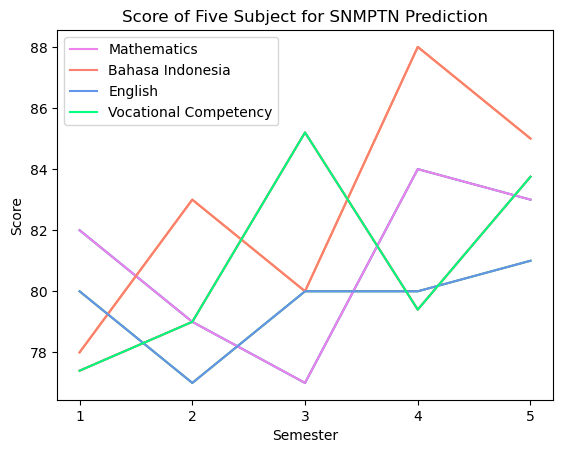 Score of Five Subject for SNMPTN Prediction
Mathematics
Bahasa Indonesia
English
Vocational Competency
88
86
84
82
80
78
Score
1 2 3 4 5
Semester